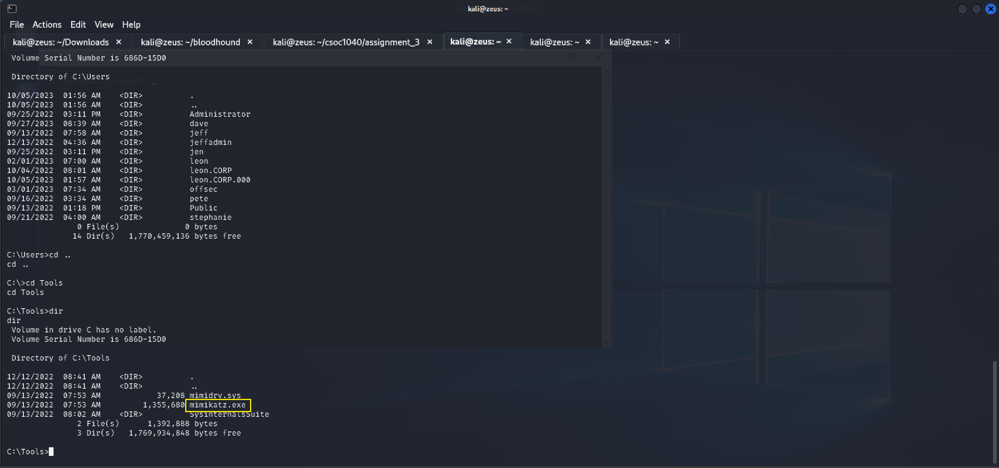 kali@zeus: ~
File Actions Edit View Help
kali@zeus: ~/Downloads × kali@zeus: ~/bloodhound × kali@zeus: ~/csoc1040/assignment_3 × kali@zeus: ~ × kali@zeus: ~ × kali@zeus: ~ ×
Volume Serial Number is 686D-15D0
Directory of C:\Users
10/05/2023 01:56 AM <DIR> .
10/05/2023 01:56 AM <DIR> ..
09/25/2022 03:11 PM <DIR> Administrator
09/27/2023 08:39 AM <DIR> dave
09/13/2022 07:58 AM <DIR> jeff
12/13/2022 04:36 AM <DIR> jeffadmin
09/25/2022 03:11 PM <DIR> jen
02/01/2023 07:00 AM <DIR> leon
10/04/2022 08:01 AM <DIR> leon.CORP
10/05/2023 01:57 AM <DIR> leon.CORP.000
03/01/2023 07:34 AM <DIR> offsec
09/16/2022 03:34 AM <DIR> pete
09/13/2022 01:18 PM <DIR> Public
09/21/2022 04:00 AM <DIR> stephanie
0 File(s) 0 bytes
14 Dir(s) 1,770,459,136 bytes free
C:\Users>cd ..
cd ..
C:\>cd Tools
cd Tools
C:\Tools>dir
dir
Volume in drive C has no label.
Volume Serial Number is 686D-15D0
Directory of C:\Tools
12/12/2022 08:41 AM <DIR> .
12/12/2022 08:41 AM <DIR> ..
09/13/2022 07:53 AM 37,208 mimidrv.sys
09/13/2022 07:53 AM 1,355,680 mimikatz.exe
09/13/2022 08:02 AM <DIR> SysinternalsSuite
2 File(s) 1,392,888 bytes
3 Dir(s) 1,769,934,848 bytes free
C:\Tools>